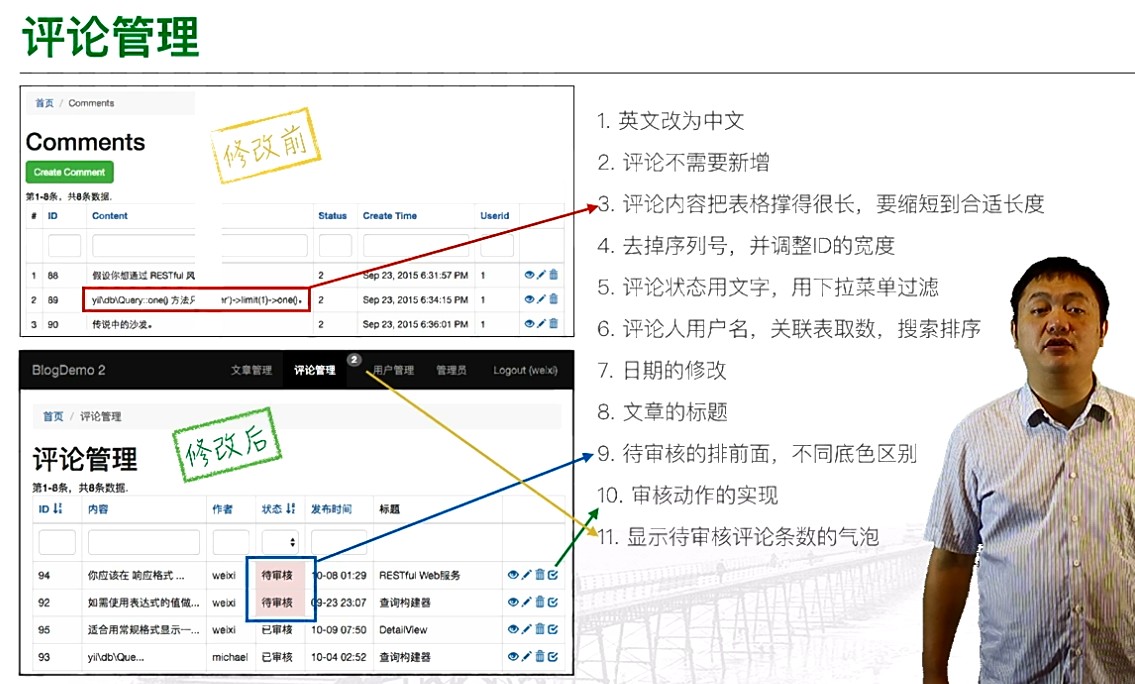 评论管理
首页 / Comments
修改前
Comments
Create Comment
第1-8条，共8条数据.
# ID Content Status Create Time Userid
1 88 假设你想通过 RESTful 风 2 Sep 23, 2015 6:31:57 PM 1
2 89 yii\db\Query::one() 方法只 er')->limit(1)->one()。 2 Sep 23, 2015 6:34:15 PM 1
3 90 传说中的沙发。 2 Sep 23, 2015 6:36:01 PM 1
BlogDemo 2 文章管理 评论管理 2 用户管理 管理员 Logout (weixi)
首页 / 评论管理
修改后
评论管理
第1-8条，共8条数据.
ID 内容 作者 状态 发布时间 标题
94 你应该在 响应格式 ... weixi 待审核 10-08 01:29 RESTful Web服务
92 如需使用表达式的值做... weixi 待审核 09-23 23:07 查询构建器
95 适合用常规格式显示一... weixi 已审核 10-09 07:50 DetailView
93 yii\db\Que... michael 已审核 10-04 02:52 查询构建器
1. 英文改为中文
2. 评论不需要新增
3. 评论内容把表格撑得很长，要缩短到合适长度
4. 去掉序列号，并调整ID的宽度
5. 评论状态用文字，用下拉菜单过滤
6. 评论人用户名，关联表取数，搜索排序
7. 日期的修改
8. 文章的标题
9. 待审核的排前面，不同底色区别
10. 审核动作的实现
11. 显示待审核评论条数的气泡